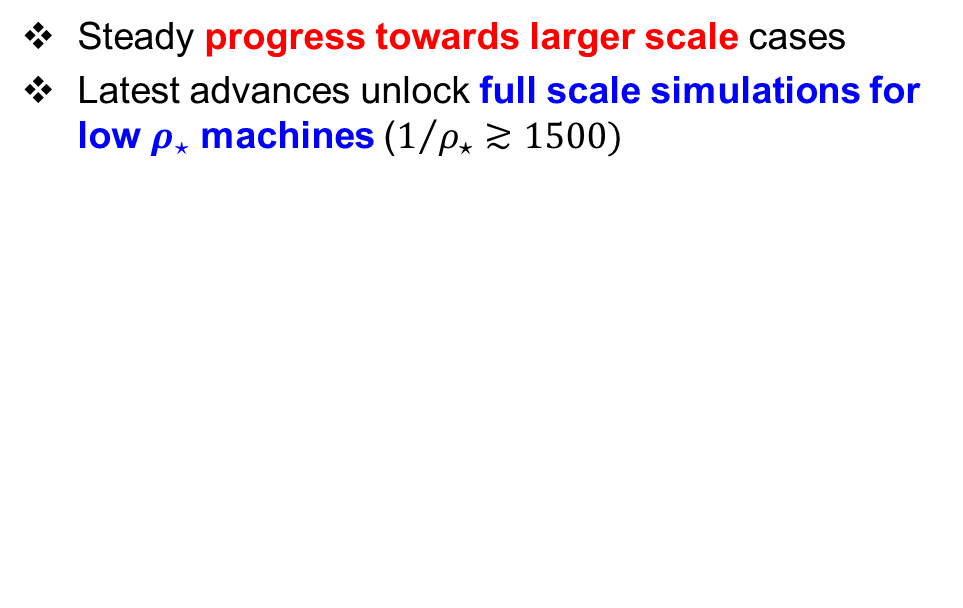 ❖ Steady progress towards larger scale cases
❖ Latest advances unlock full scale simulations for
low ρ⋆ machines (1/ρ⋆ ≳ 1500)